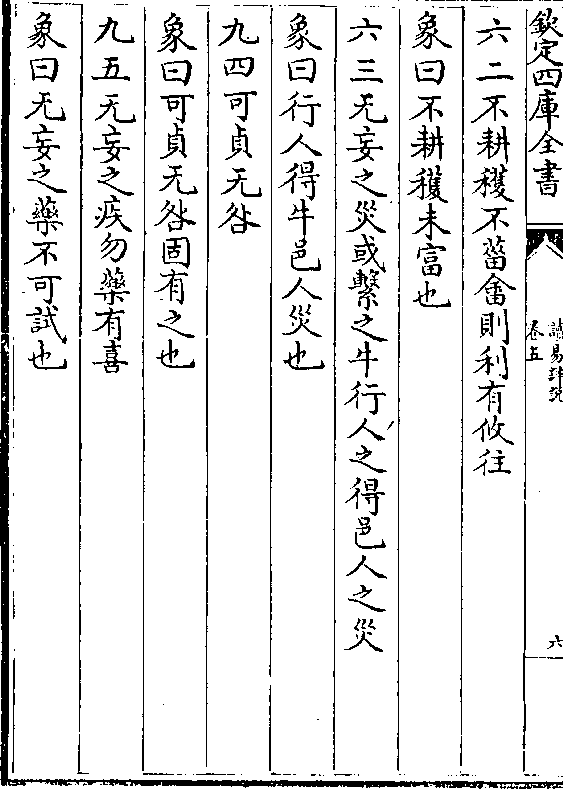 欽定四庫全書
讀易詳說
卷五
六
六二不耕穫不菑畬則利有攸往
象曰不耕穫未富也
六三无妄之災或繫之牛行人之得邑人之災
象曰行人得牛邑人災也
九四可貞无咎
象曰可貞无咎固有之也
九五无妄之疾勿藥有喜
象曰无妄之藥不可試也